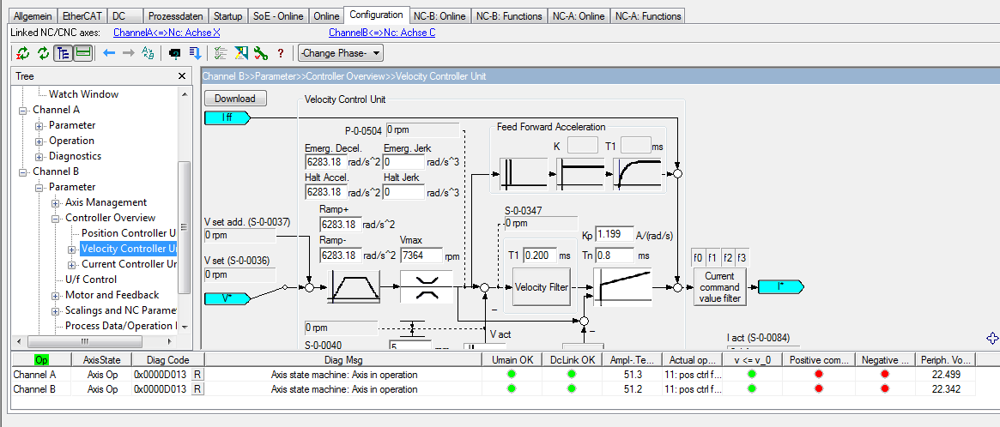 Allgemein EtherCAT DC Prozessdaten Startup SoE - Online Online Configuration NC-B: Online NC-B: Functions NC-A: Online NC-A: Functions
Linked NC/CNC axes: ChannelA<=>Nc: Achse X ChannelB<=>Nc: Achse C
-Change Phase-
Tree
Watch Window
Channel A
Parameter
Operation
Diagnostics
Channel B
Parameter
Axis Management
Controller Overview
Position Controller U
Velocity Controller Ur
Current Controller Ur
U/f Control
Motor and Feedback
Scalings and NC Parame
Process Data/Operation
Channel B>>Parameter>>Controller Overview>>Velocity Controller Unit
Download
Velocity Control Unit
I ff
P-0-0504 0 rpm
Feed Forward Acceleration
K T1 ms
Emerg. Decel. Emerg. Jerk
6283.18 rad/s^2 0 rad/s^3
Halt Accel. Halt Jerk
6283.18 rad/s^2 0 rad/s^3
Ramp+
6283.18 rad/s^2
S-0-0347
0 rpm
V set add. (S-0-0037)
0 rpm
Ramp- Vmax
6283.18 rad/s^2 7364 rpm
Kp 1.199 A/(rad/s)
T1 0.200 ms Tn 0.8 ms
V set (S-0-0036)
0 rpm
f0 f1 f2 f3
V*
Velocity Filter
Current
command
value filter
I*
0 rpm
S-0-0040
5 rpm
V act
I act (S-0-0084)
Op AxisState Diag Code Diag Msg Umain OK DcLink OK Ampl-.Te... Actual op... v <= v_0 Positive com... Negative ... Periph. Vo...
Channel A Axis Op 0x0000D013 R Axis state machine: Axis in operation 51.3 11: pos ctrl f... 22.499
Channel B Axis Op 0x0000D013 R Axis state machine: Axis in operation 51.2 11: pos ctrl f... 22.342